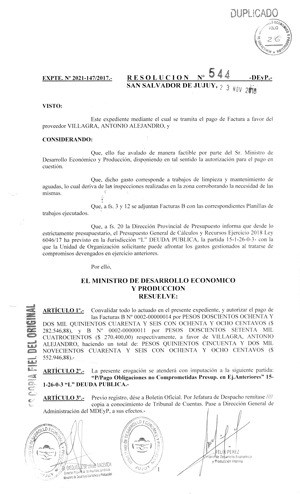 DUPLICADO
EXPTE. Nº 2021-147/2017.- RESOLUCION Nº 544 -DEyP.-
SAN SALVADOR DE JUJUY, 23 NOV 2018
VISTO:
Este expediente mediante el cual se tramita el pago de Factura a favor del
proveedor VILLAGRA, ANTONIO ALEJANDRO, y
CONSIDERANDO:
Que, ello fue avalado de manera factible por parte del Sr. Ministro de
Desarrollo Económico y Producción, disponiendo en tal sentido la autorización para el pago en
cuestión.
Que, dicho gasto corresponde a trabajos de limpieza y mantenimiento de
aguadas, lo cual deriva de las inspecciones realizadas en la zona corroborando la necesidad de las
mismas.
Que, a fs. 3 y 12 se adjuntan Facturas B con las correspondientes Planillas de
trabajos ejecutados.
Que, a fs. 20 la Dirección Provincial de Presupuesto informa que desde lo
estrictamente presupuestario, el Presupuesto General de Cálculos y Recursos Ejercicio 2018 Ley
6046/17 ha previsto en la Jurisdicción "L" DEUDA PUBLICA, la partida 15-1-26-0-3- con la
que la Unidad de Organización solicitante puede afrontar los gastos gestionados al tratarse de
compromisos devengados en ejercicio anteriores.
Por ello,
EL MINISTRO DE DESARROLLO ECONOMICO
Y PRODUCCION
RESUELVE:
ARTÍCULO 1º.- Convalidar todo lo actuado en el presente expediente, y autorizar el pago de
las Facturas B Nº 0002-00000014 por PESOS DOSCIENTOS OCHENTA Y
DOS MIL QUINIENTOS CUARENTA Y SEIS CON OCHENTA Y OCHO CENTAVOS ($
282.546,88), y B Nº 0002-00000011 por PESOS DOSCIENTOS SETENTA MIL
CUATROCIENTOS ($ 270.400,00) respectivamente, a favor de VILLAGRA, ANTONIO
ALEJANDRO, haciendo un total de: PESOS QUINIENTOS CINCUENTA Y DOS MIL
NOVECIENTOS CUARENTA Y SEIS CON OCHENTA Y OCHO CENTAVOS ($
552.946,88).-
ARTÍCULO 2º.- La presente erogación se atenderá con imputación a la siguiente partida:
"P/Pago Obligaciones no Comprometidas Presup. en Ej.Anteriores" 15-
1-26-0-3 "L" DEUDA PUBLICA.-
ARTÍCULO 3º.- Previo registro, dése a Boletín Oficial. Por Jefatura de Despacho remítase ////
copia a conocimiento de Tribunal de Cuentas. Pase a Dirección General de
Administración del MDEyP, a sus efectos.-
ES COPIA FIEL DEL ORIGINAL